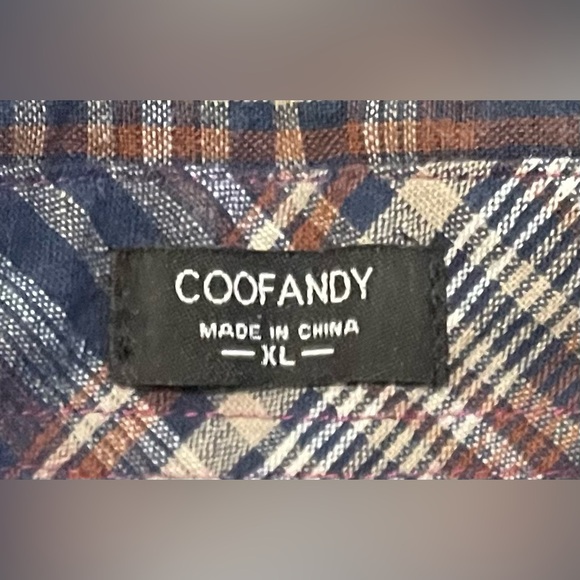 COOFANDY
MADE IN CHINA
— XL —